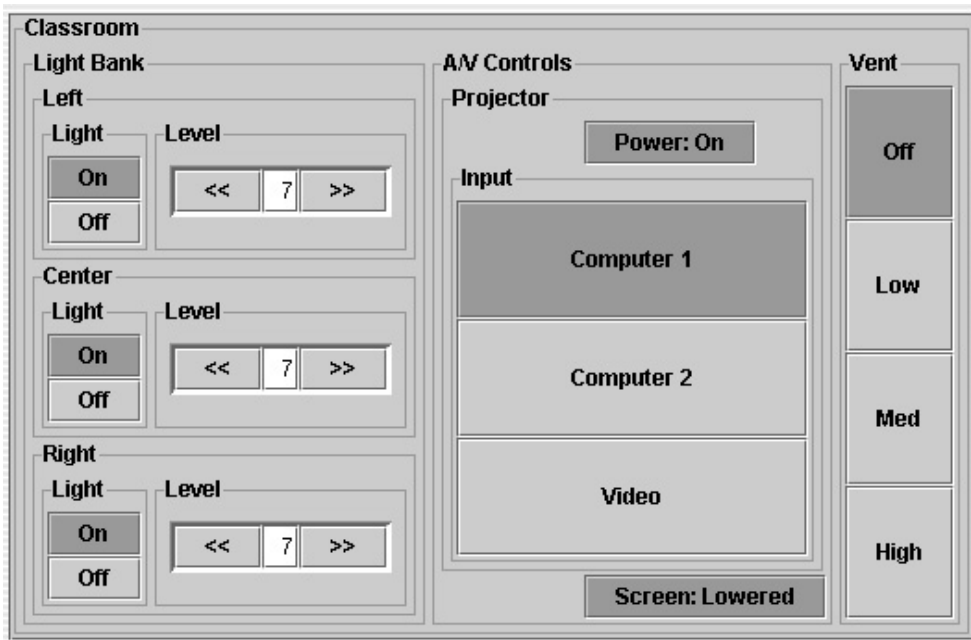 Classroom
Light Bank
Left
Light Level
On
Off
<< 7 >>
Center
Light Level
On
Off
<< 7 >>
Right
Light Level
On
Off
<< 7 >>
A/V Controls
Projector
Power: On
Input
Computer 1
Computer 2
Video
Screen: Lowered
Vent
Off
Low
Med
High